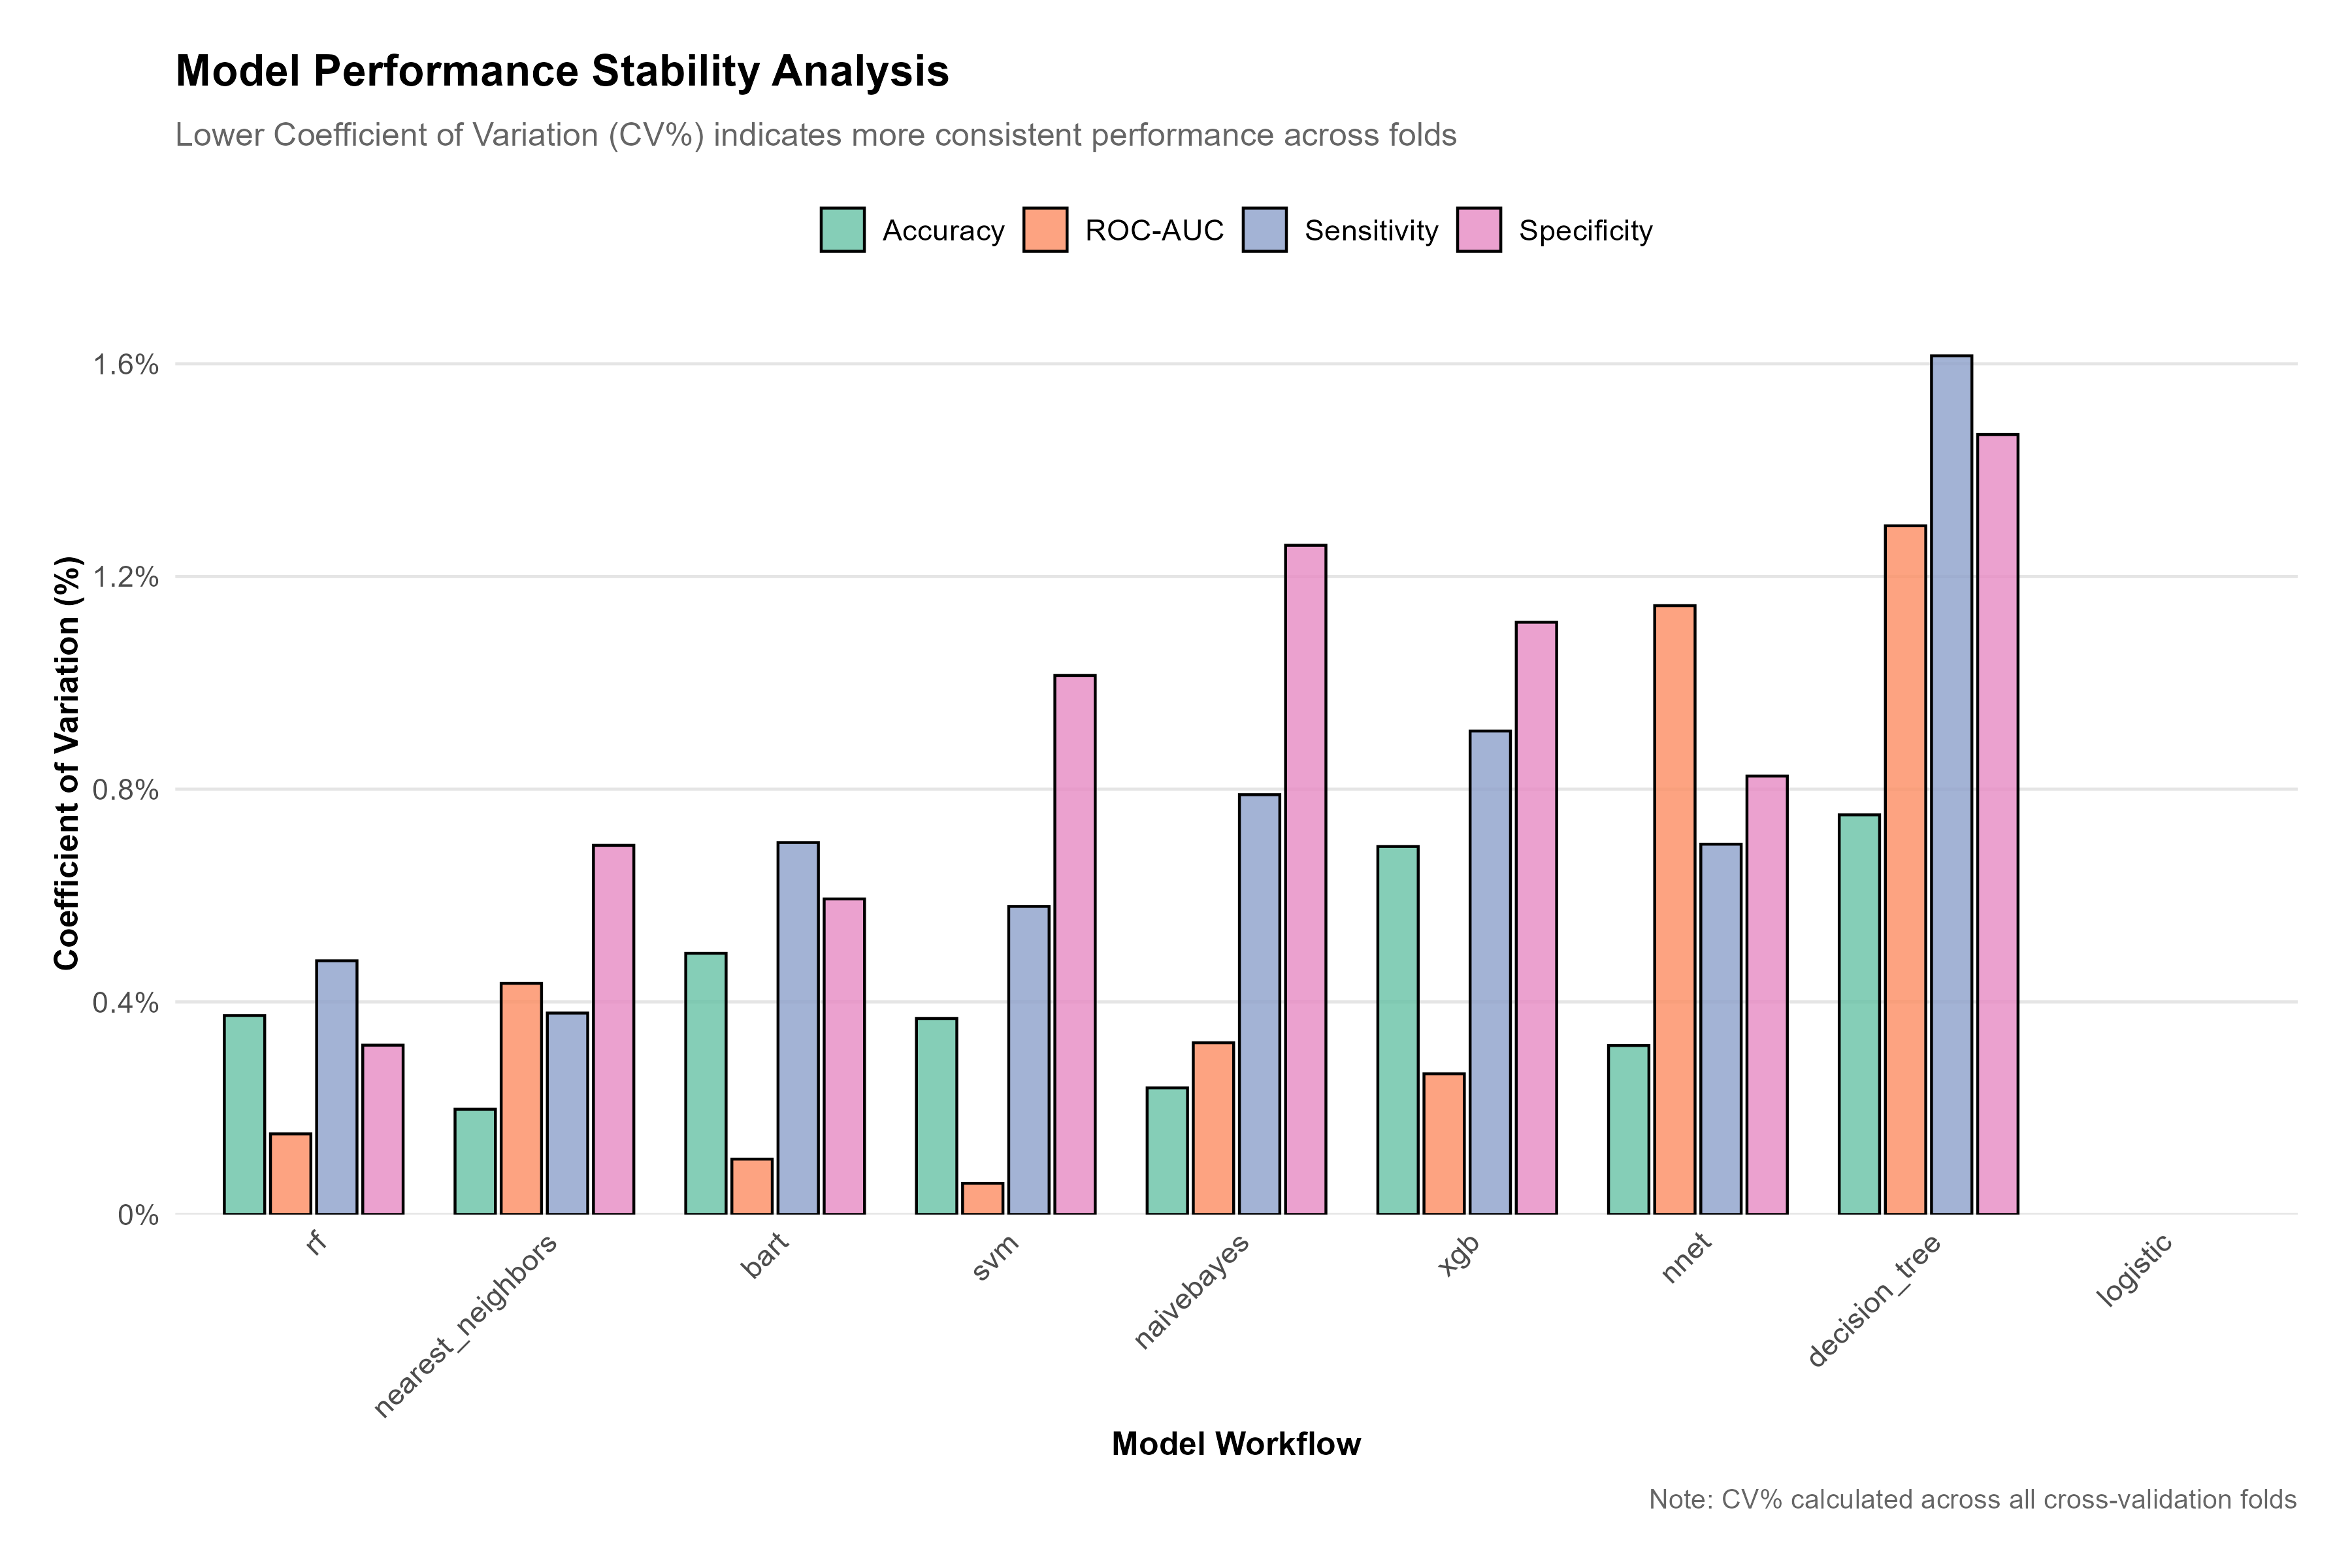 Model Performance Stability Analysis
Lower Coefficient of Variation (CV%) indicates more consistent performance across folds
Accuracy ROC-AUC Sensitivity Specificity
Coefficient of Variation (%)
1.6%
1.2%
0.8%
0.4%
0%
rf
nearest_neighbors
bart
svm
naivebayes
xgb
nnet
decision_tree
logistic
Model Workflow
Note: CV% calculated across all cross-validation folds